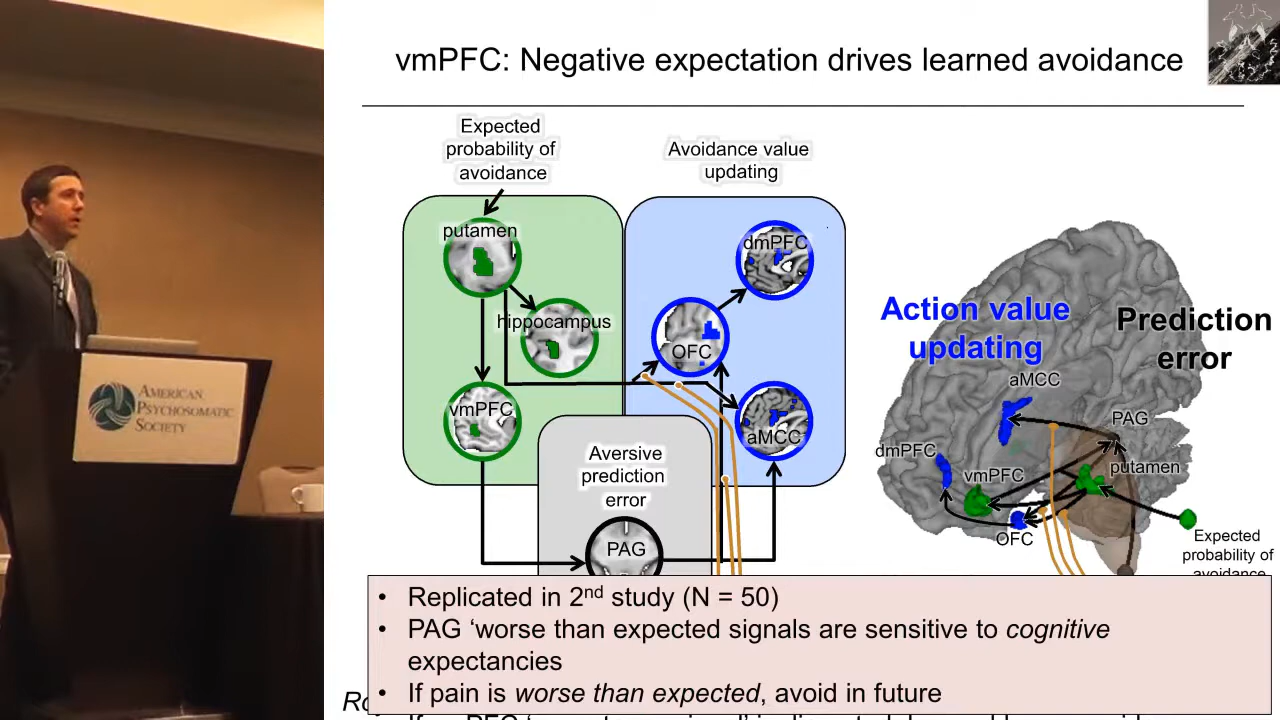 vmPFC: Negative expectation drives learned avoidance
Expected
probability of
avoidance
Avoidance value
updating
putamen
hippocampus
vmPFC
dmPFC
OFC
aMCC
Aversive
prediction
error
PAG
Action value
updating
Prediction
error
aMCC
PAG
dmPFC
vmPFC
putamen
OFC
Expected
probability of
avoidance
• Replicated in 2nd study (N = 50)
• PAG ‘worse than expected signals are sensitive to cognitive
expectancies
• If pain is worse than expected, avoid in future
AMERICAN
PSYCHOSOMATIC
SOCIETY